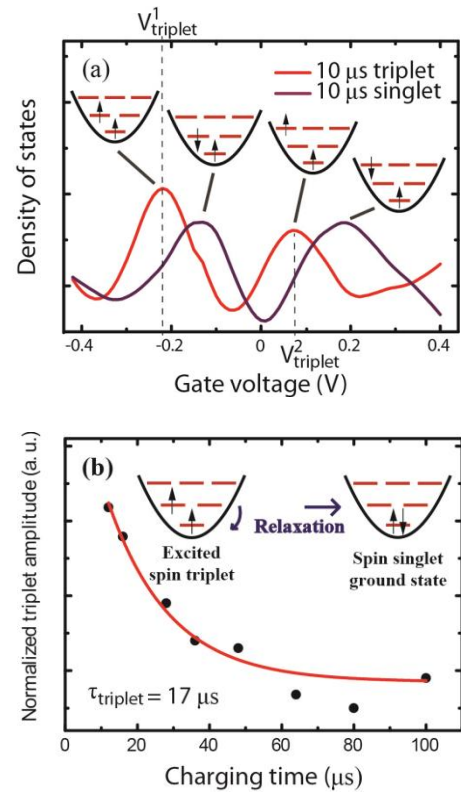 V¹triplet
(a)
10 μs triplet
10 μs singlet
Density of states
-0.4 -0.2 0 0.2 0.4
V²triplet
Gate voltage (V)
(b)
Normalized triplet amplitude (a. u.)
Relaxation
Excited
spin triplet
Spin singlet
ground state
τtriplet = 17 μs
0 20 40 60 80 100
Charging time (μs)